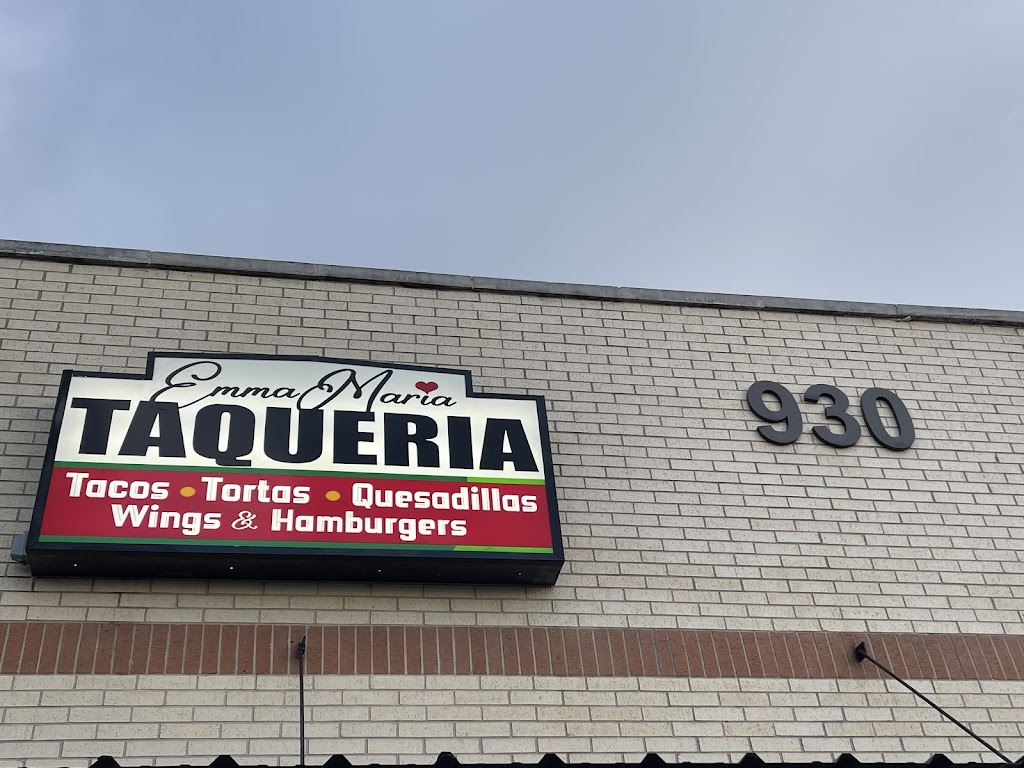 Emma Maria
TAQUERIA
Tacos • Tortas • Quesadillas
Wings & Hamburgers
930